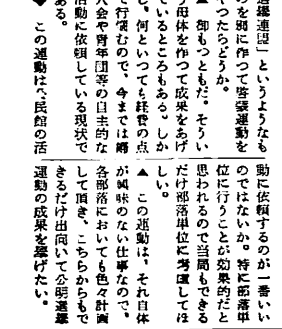 選擧連盟」というようなも
のを別に作つて啓蒙運動を
やつたらどうか。
▲ 御もつともだ。そうい
う母体を作つて成果をあげ
ているところもある。しか
し、何といつても経費の点
で行悩むので、今までは婦
人会や青年団等の自主的な
活動に依頼している現状で
ある。
◆ この運動は公民館の活
動に依頼するのが一番いい
のではないか。特に部落単
位に行うことが効果的だと
思われるので当局もできる
だけ部落単位に考慮してほ
しい。
▲ この運動は、それ自体
が興味のない仕事なので、
各部落においても色々計画
して頂き、こちらからもで
きるだけ出向いて公明選擧
運動の成果を挙げたい。